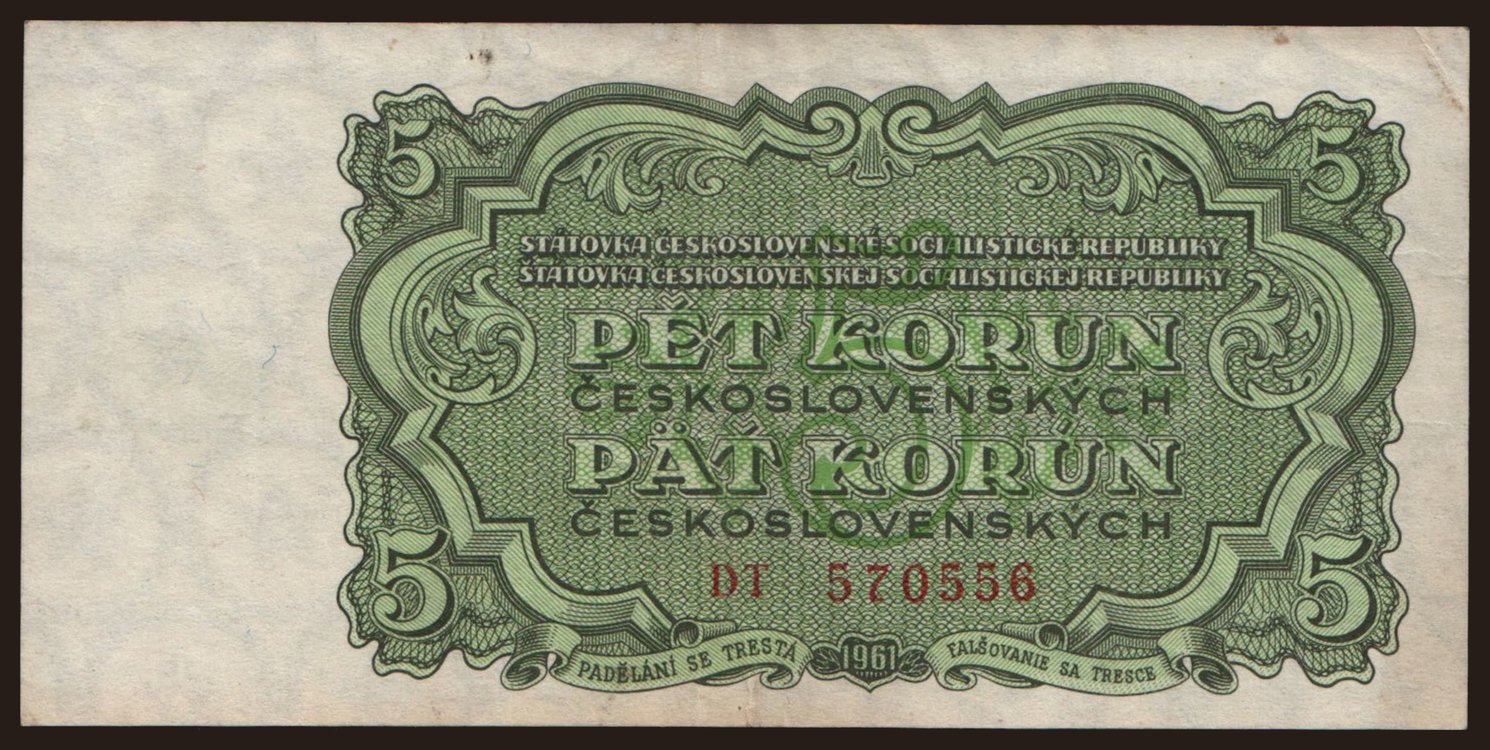 5 5
STÁTOVKA ČESKOSLOVENSKÉ SOCIALISTICKÉ REPUBLIKY
ŠTÁTOVKA ČESKOSLOVENSKEJ SOCIALISTICKEJ REPUBLIKY
PĚT KORUN
ČESKOSLOVENSKÝCH
PÄŤ KORÚN
ČESKOSLOVENSKÝCH
5 5
DT 570556
PADĚLÁNÍ SE TRESTÁ 1961 FALŠOVANIE SA TRESCE